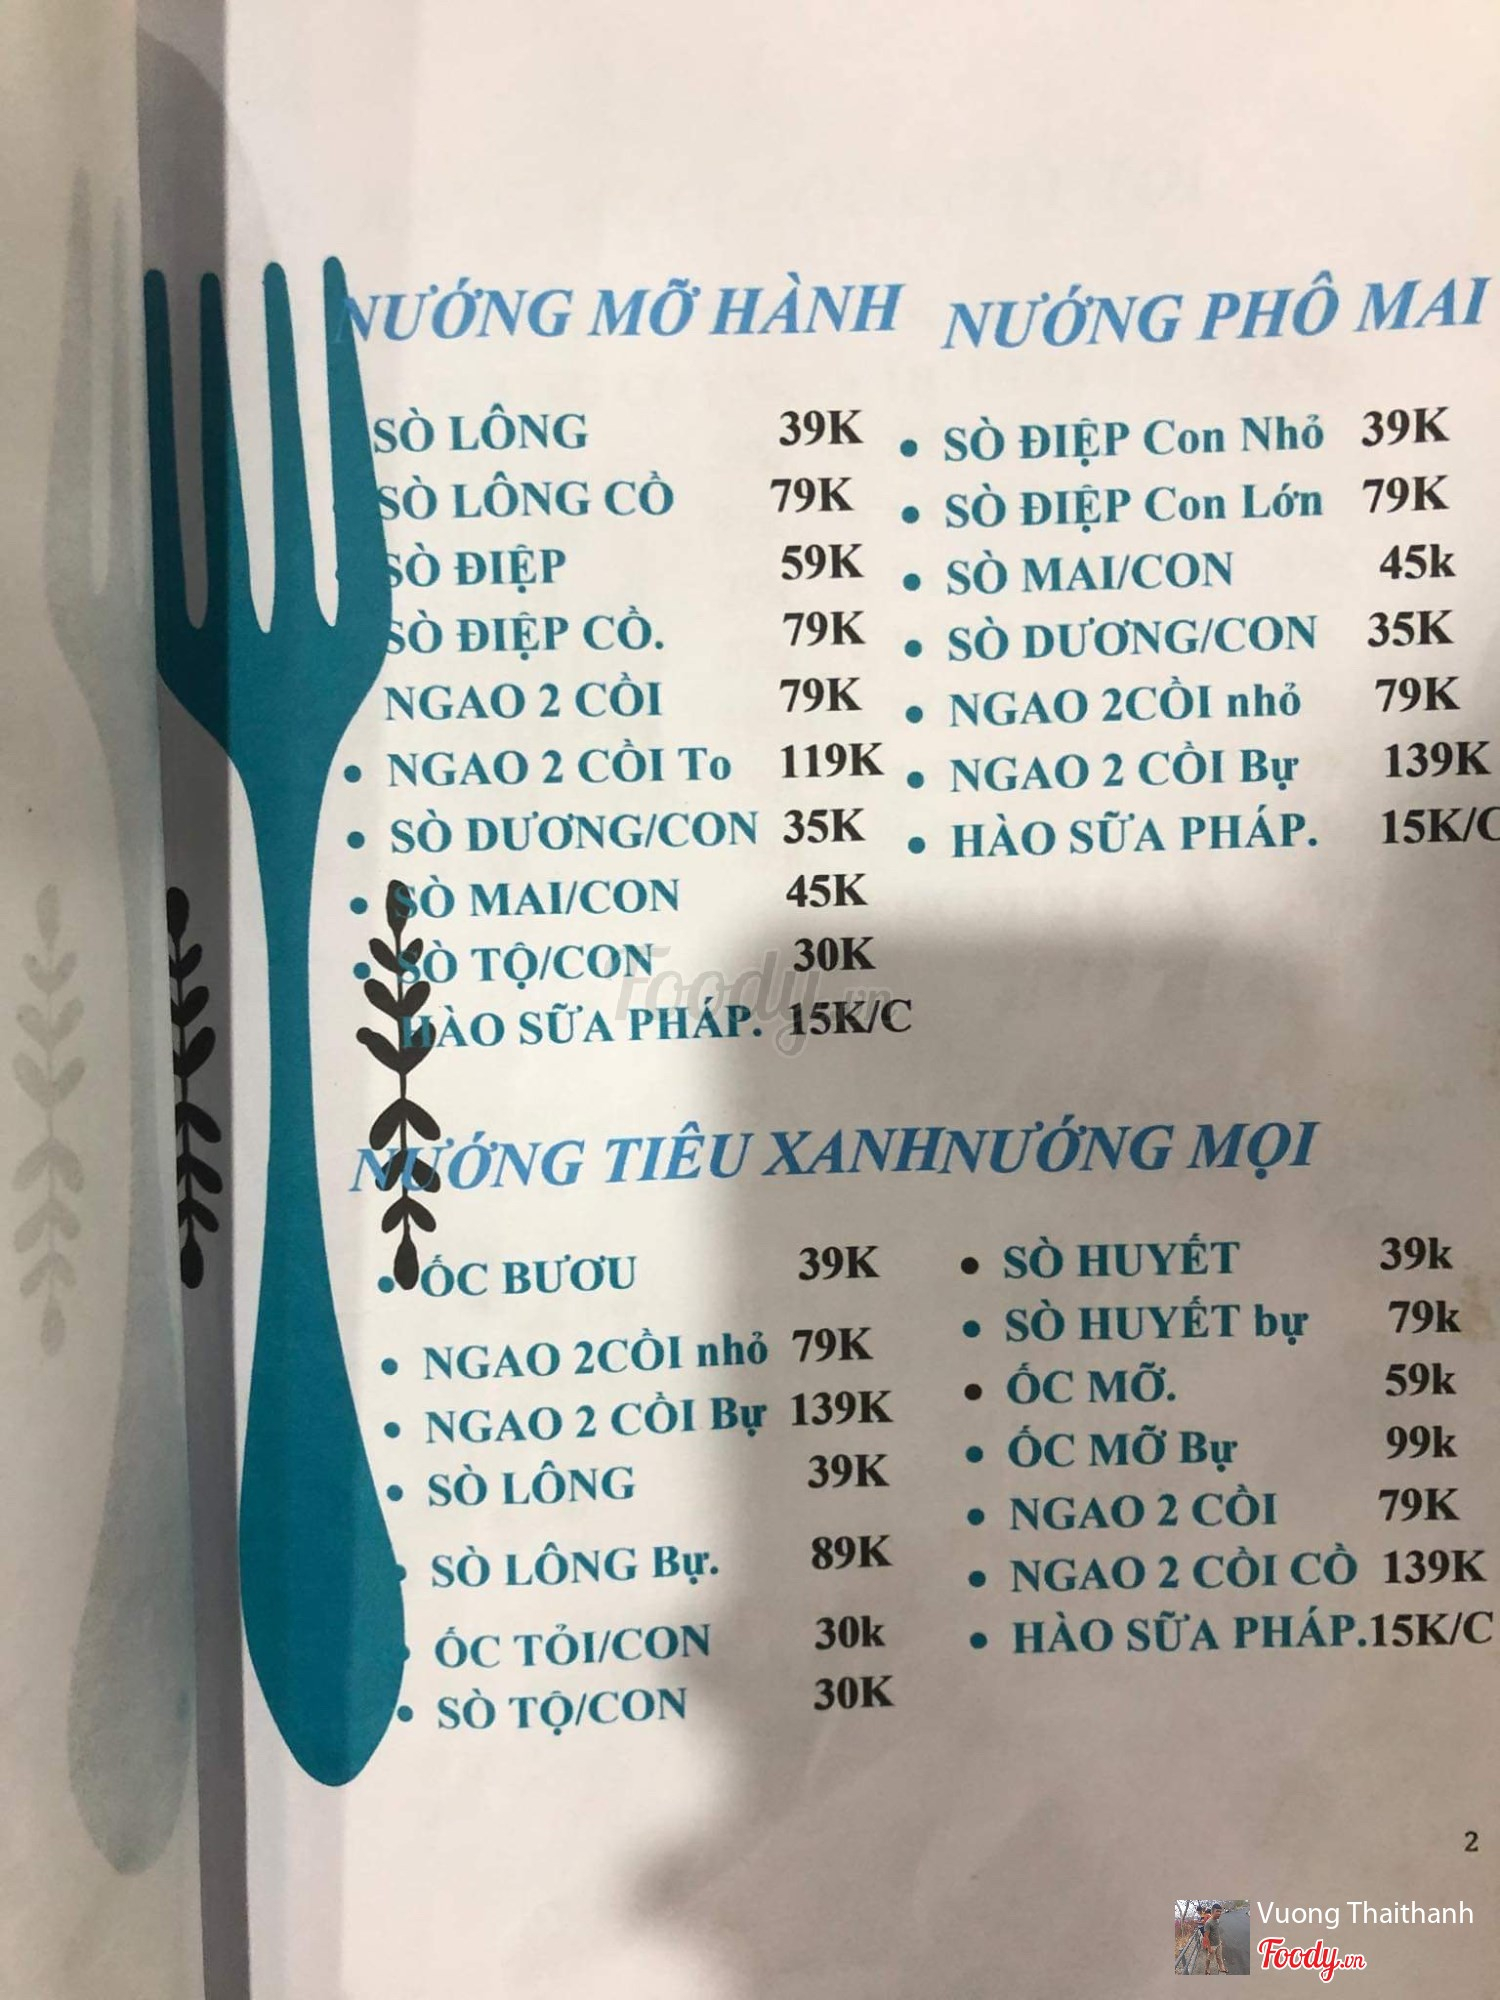 NƯỚNG MỠ HÀNH
SÒ LÔNG 39K
SÒ LÔNG CỒ 79K
SÒ ĐIỆP 59K
SÒ ĐIỆP CỒ. 79K
NGAO 2 CỒI 79K
• NGAO 2 CỒI To 119K
• SÒ DƯƠNG/CON 35K
• SÒ MAI/CON 45K
• SÒ TỘ/CON 30K
HÀO SỮA PHÁP. 15K/C
NƯỚNG PHÔ MAI
• SÒ ĐIỆP Con Nhỏ 39K
• SÒ ĐIỆP Con Lớn 79K
• SÒ MAI/CON 45k
• SÒ DƯƠNG/CON 35K
• NGAO 2CỒI nhỏ 79K
• NGAO 2 CỒI Bự 139K
• HÀO SỮA PHÁP. 15K/C
Foody.vn
NƯỚNG TIÊU XANH
• ỐC BƯƠU 39K
• NGAO 2CỒI nhỏ 79K
• NGAO 2 CỒI Bự 139K
• SÒ LÔNG 39K
• SÒ LÔNG Bự. 89K
• ỐC TỎI/CON 30k
• SÒ TỘ/CON 30K
NƯỚNG MỌI
• SÒ HUYẾT 39k
• SÒ HUYẾT bự 79k
• ỐC MỠ. 59k
• ỐC MỠ Bự 99k
• NGAO 2 CỒI 79K
• NGAO 2 CỒI CỒ 139K
• HÀO SỮA PHÁP.15K/C
2
Vuong Thaithanh
Foody.vn